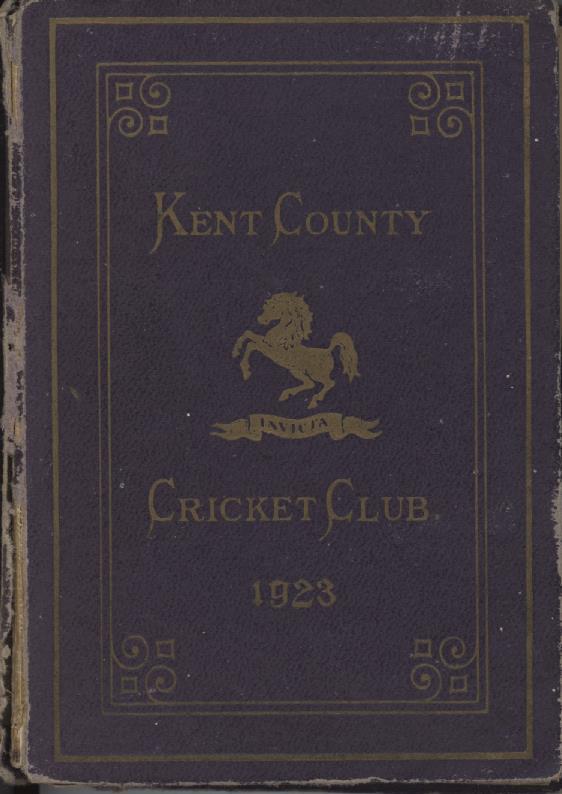 KENT COUNTY
INVICTA
CRICKET CLUB.
1923